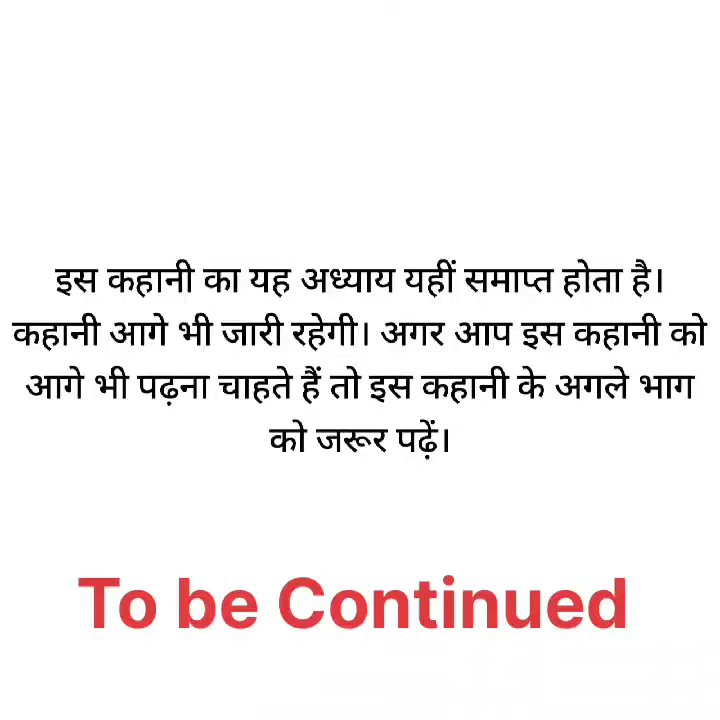 इस कहानी का यह अध्याय यहीं समाप्त होता है।
कहानी आगे भी जारी रहेगी। अगर आप इस कहानी को
आगे भी पढ़ना चाहते हैं तो इस कहानी के अगले भाग
को जरूर पढ़ें।
To be Continued